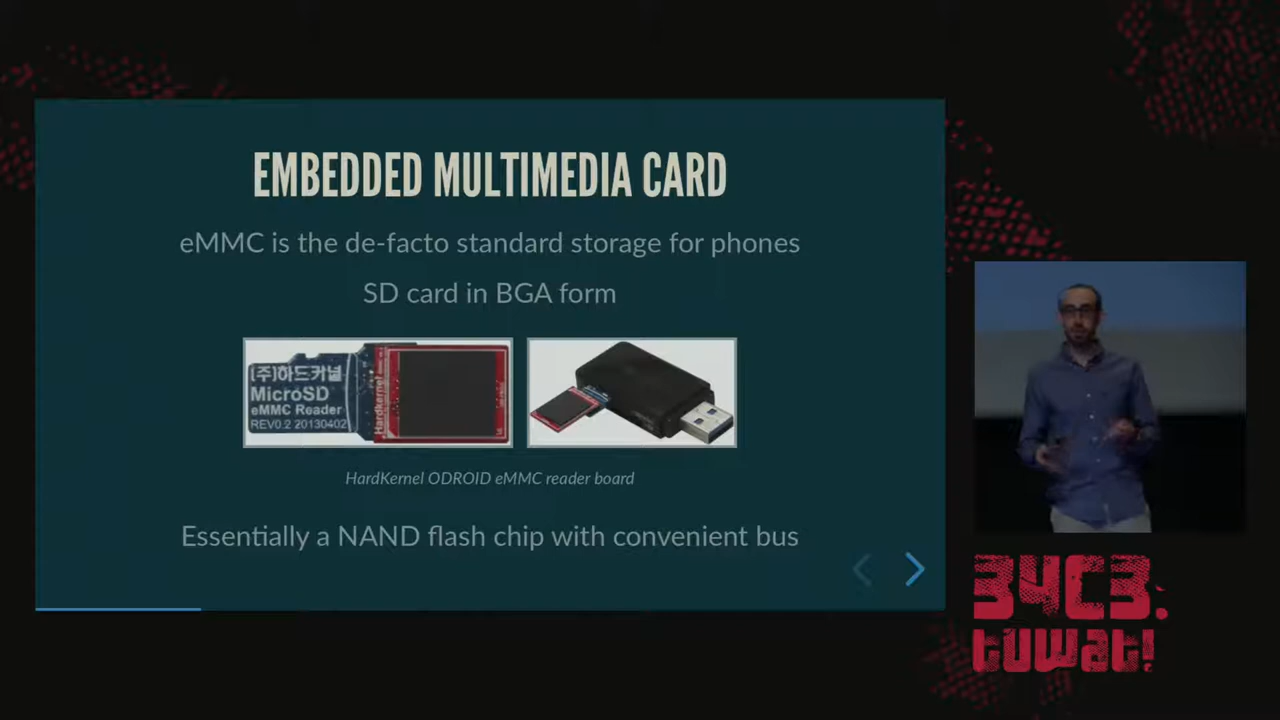 EMBEDDED MULTIMEDIA CARD
eMMC is the de-facto standard storage for phones
SD card in BGA form
[주)하드커널
MicroSD
eMMC Reader
REV0.2 20130402
Hardkernel
HardKernel ODROID eMMC reader board
Essentially a NAND flash chip with convenient bus
34C3:
tuwat!